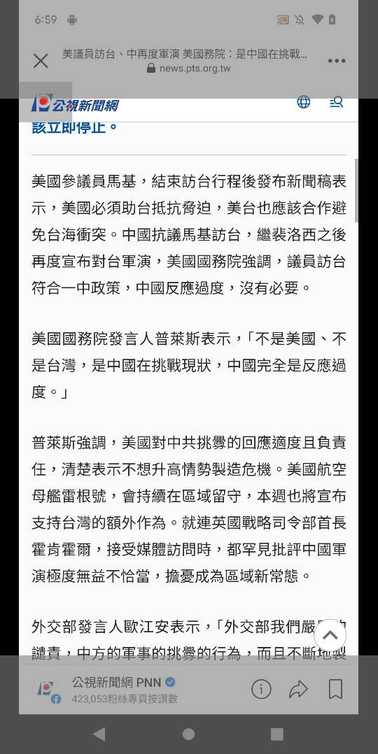 6:59
美議員訪台、中再度軍演 美國務院：是中國在挑戰...
news.pts.org.tw
公視新聞網
該立即停止。
美國參議員馬基，結束訪台行程後發布新聞稿表
示，美國必須助台抵抗脅迫，美台也應該合作避
免台海衝突。中國抗議馬基訪台，繼裴洛西之後
再度宣布對台軍演，美國國務院強調，議員訪台
符合一中政策，中國反應過度，沒有必要。
美國國務院發言人普萊斯表示，「不是美國、不
是台灣，是中國在挑戰現狀，中國完全是反應過
度。」
普萊斯強調，美國對中共挑釁的回應適度且負責
任，清楚表示不想升高情勢製造危機。美國航空
母艦雷根號，會持續在區域留守，本週也將宣布
支持台灣的額外作為。就連英國戰略司令部首長
霍肯霍爾，接受媒體訪問時，都罕見批評中國軍
演極度無益不恰當，擔憂成為區域新常態。
外交部發言人歐江安表示，「外交部我們嚴
譴責，中方的軍事的挑釁的行為，而且不斷地製
公視新聞網 PNN
423,053粉絲專頁按讚數